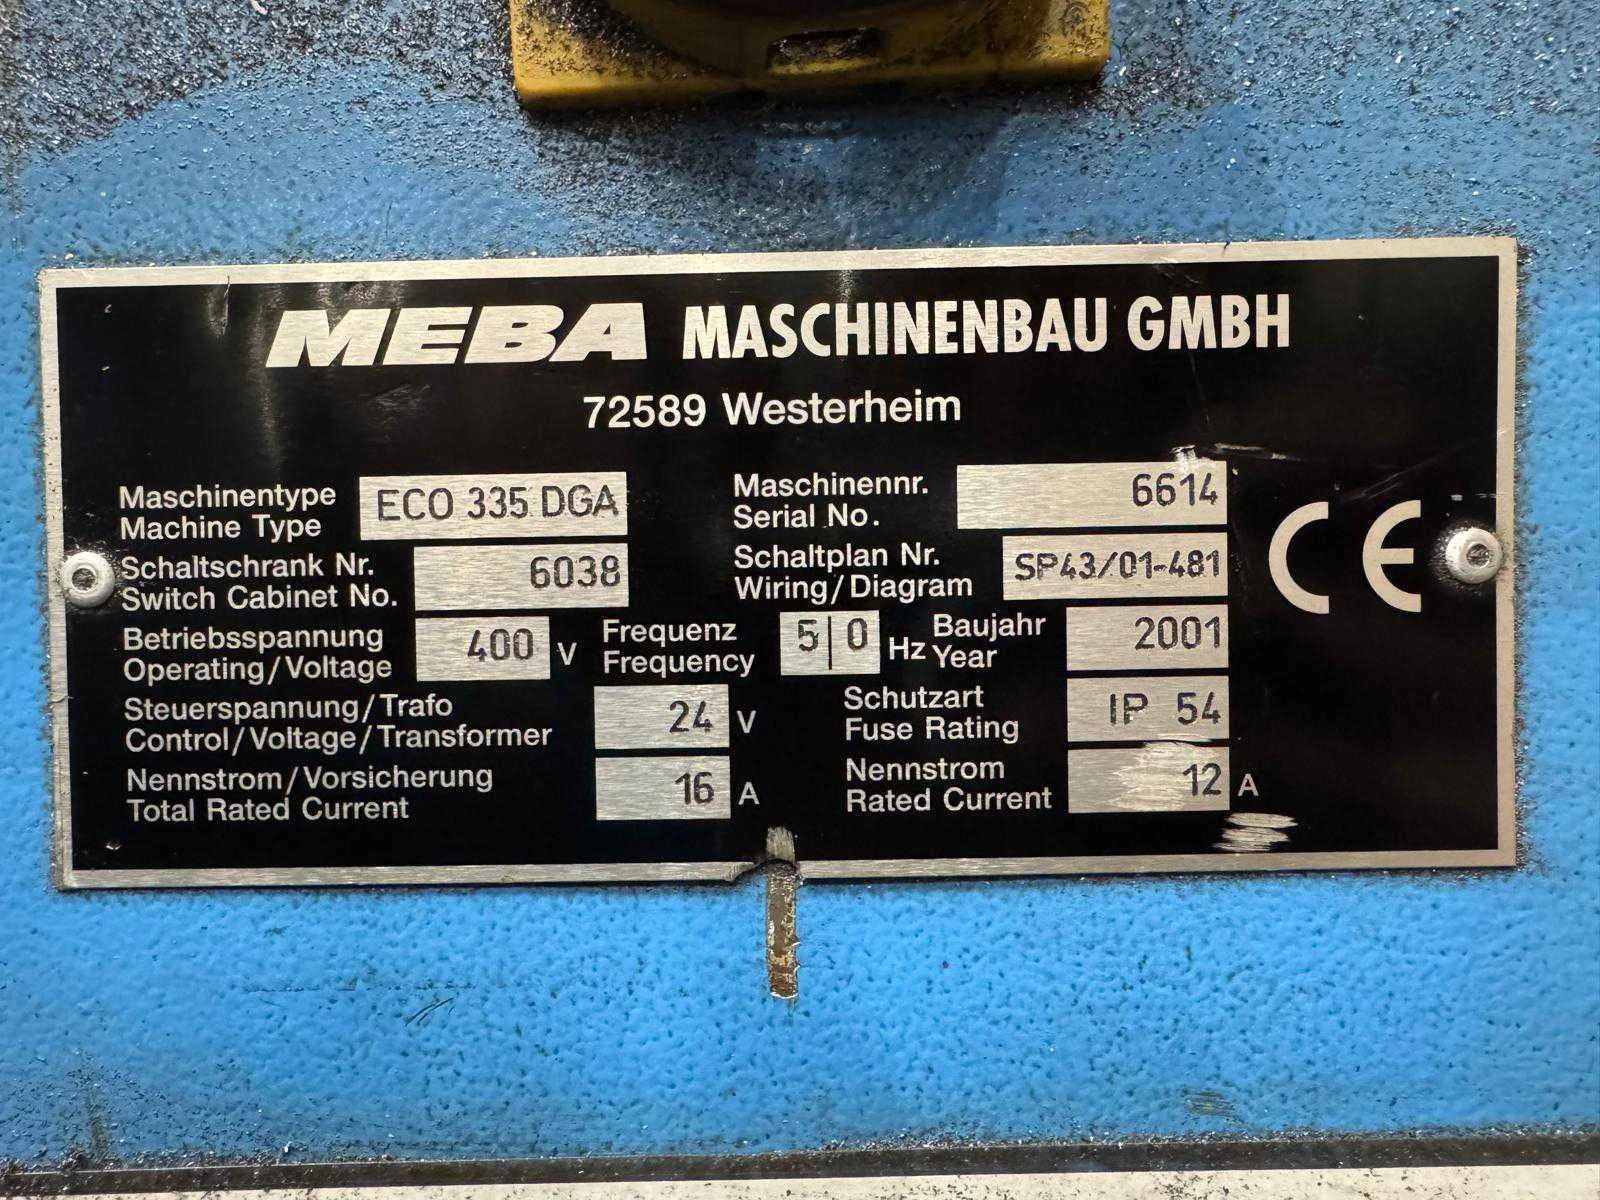 MEBA MASCHINENBAU GMBH
72589 Westerheim
Maschinentype
Machine Type
ECO 335 DGA
Maschinennr.
Serial No.
6614
Schaltschrank Nr.
Switch Cabinet No.
6038
Schaltplan Nr.
Wiring/Diagram
SP43/01-481
Betriebsspannung
Operating/Voltage
400 V
Frequenz
Frequency
5|0 Hz
Baujahr
Year
2001
Steuerspannung/Trafo
Control/Voltage/Transformer
24 V
Schutzart
Fuse Rating
IP 54
Nennstrom/Vorsicherung
Total Rated Current
16 A
Nennstrom
Rated Current
12 A
CE